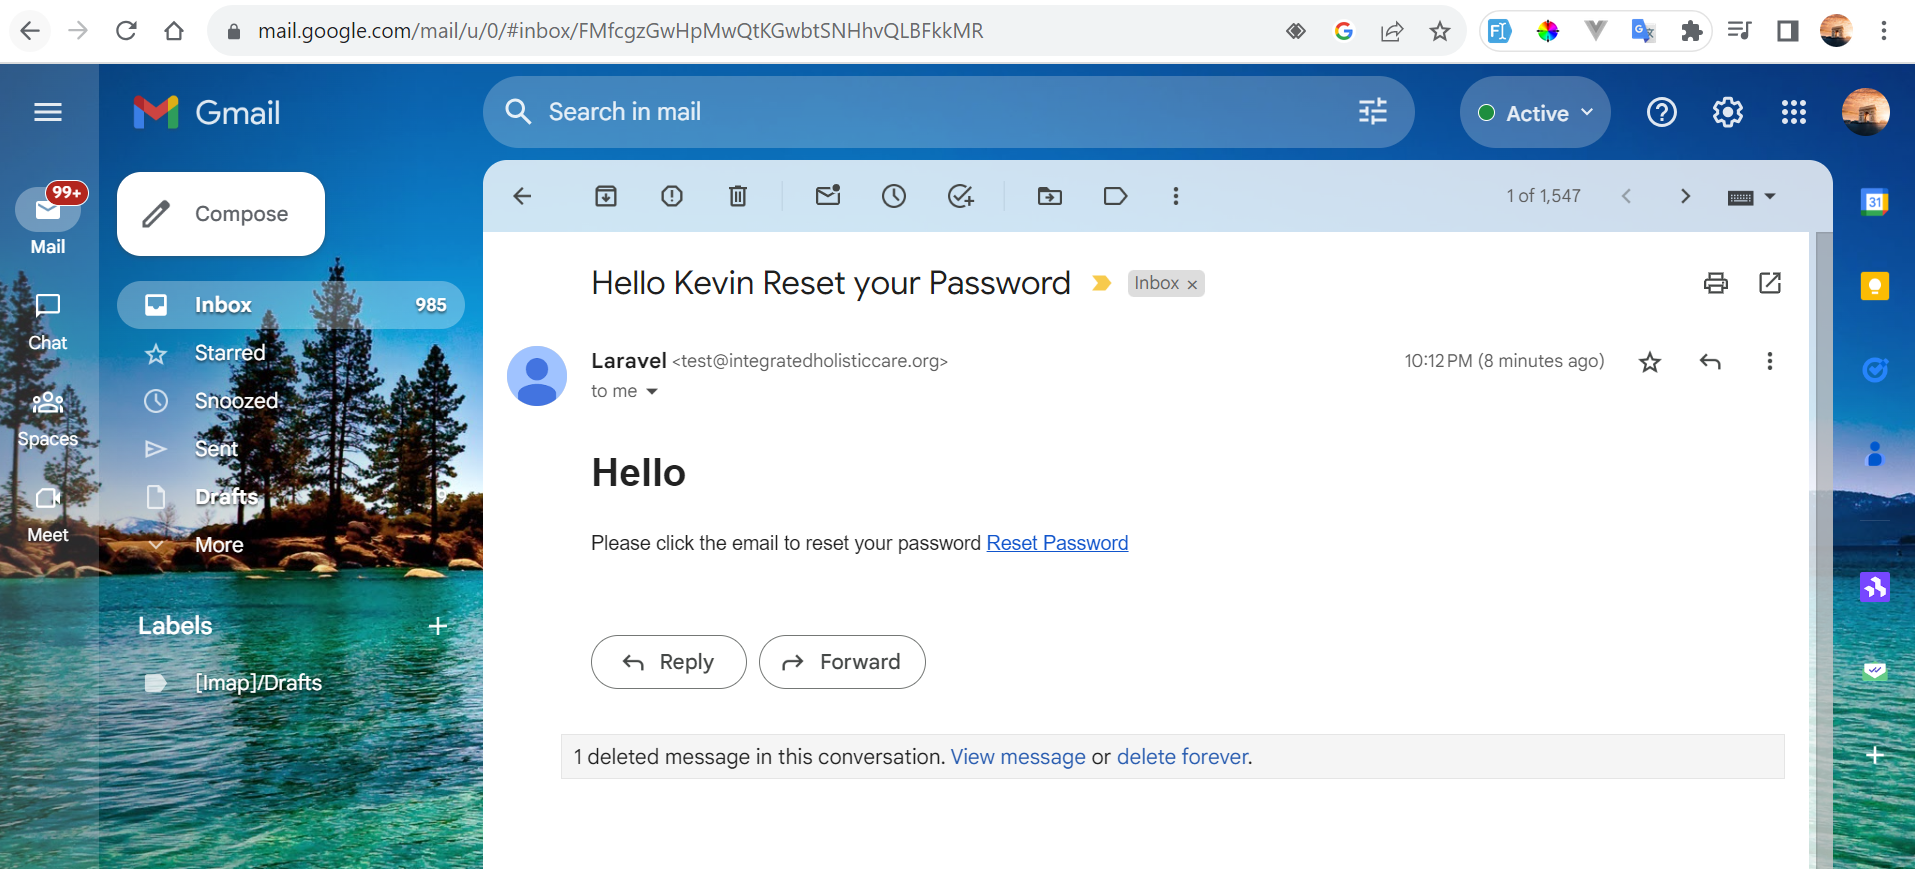 mail.google.com/mail/u/0/#inbox/FMfcgzGwHpMwQtKGwbtSNHhvQLBFkkMR
Gmail
Search in mail
Active
99+
Mail
Compose
1 of 1,547
31
Hello Kevin Reset your Password
Inbox ×
Inbox 985
Starred
Snoozed
Sent
Drafts 9
More
Chat
Spaces
Meet
Laravel <test@integratedholisticcare.org>
10:12 PM (8 minutes ago)
to me
Hello
Please click the email to reset your password Reset Password
Labels
[Imap]/Drafts
Reply
Forward
1 deleted message in this conversation. View message or delete forever.